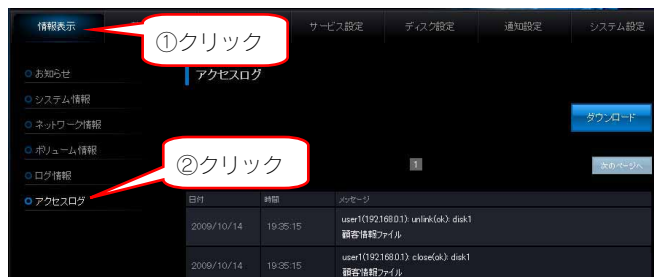 情報表示
サービス設定
ディスク設定
通知設定
システム設定
①クリック
お知らせ
システム情報
ネットワーク情報
ボリューム情報
ログ情報
アクセスログ
②クリック
アクセスログ
ダウンロード
1
次のページへ
日付 時間 メッセージ
2009/10/14 19:35:15 user1(192.168.0.1): unlink(ok): disk1
顧客情報ファイル
2009/10/14 19:35:15 user1(192.168.0.1): close(ok): disk1
顧客情報ファイル